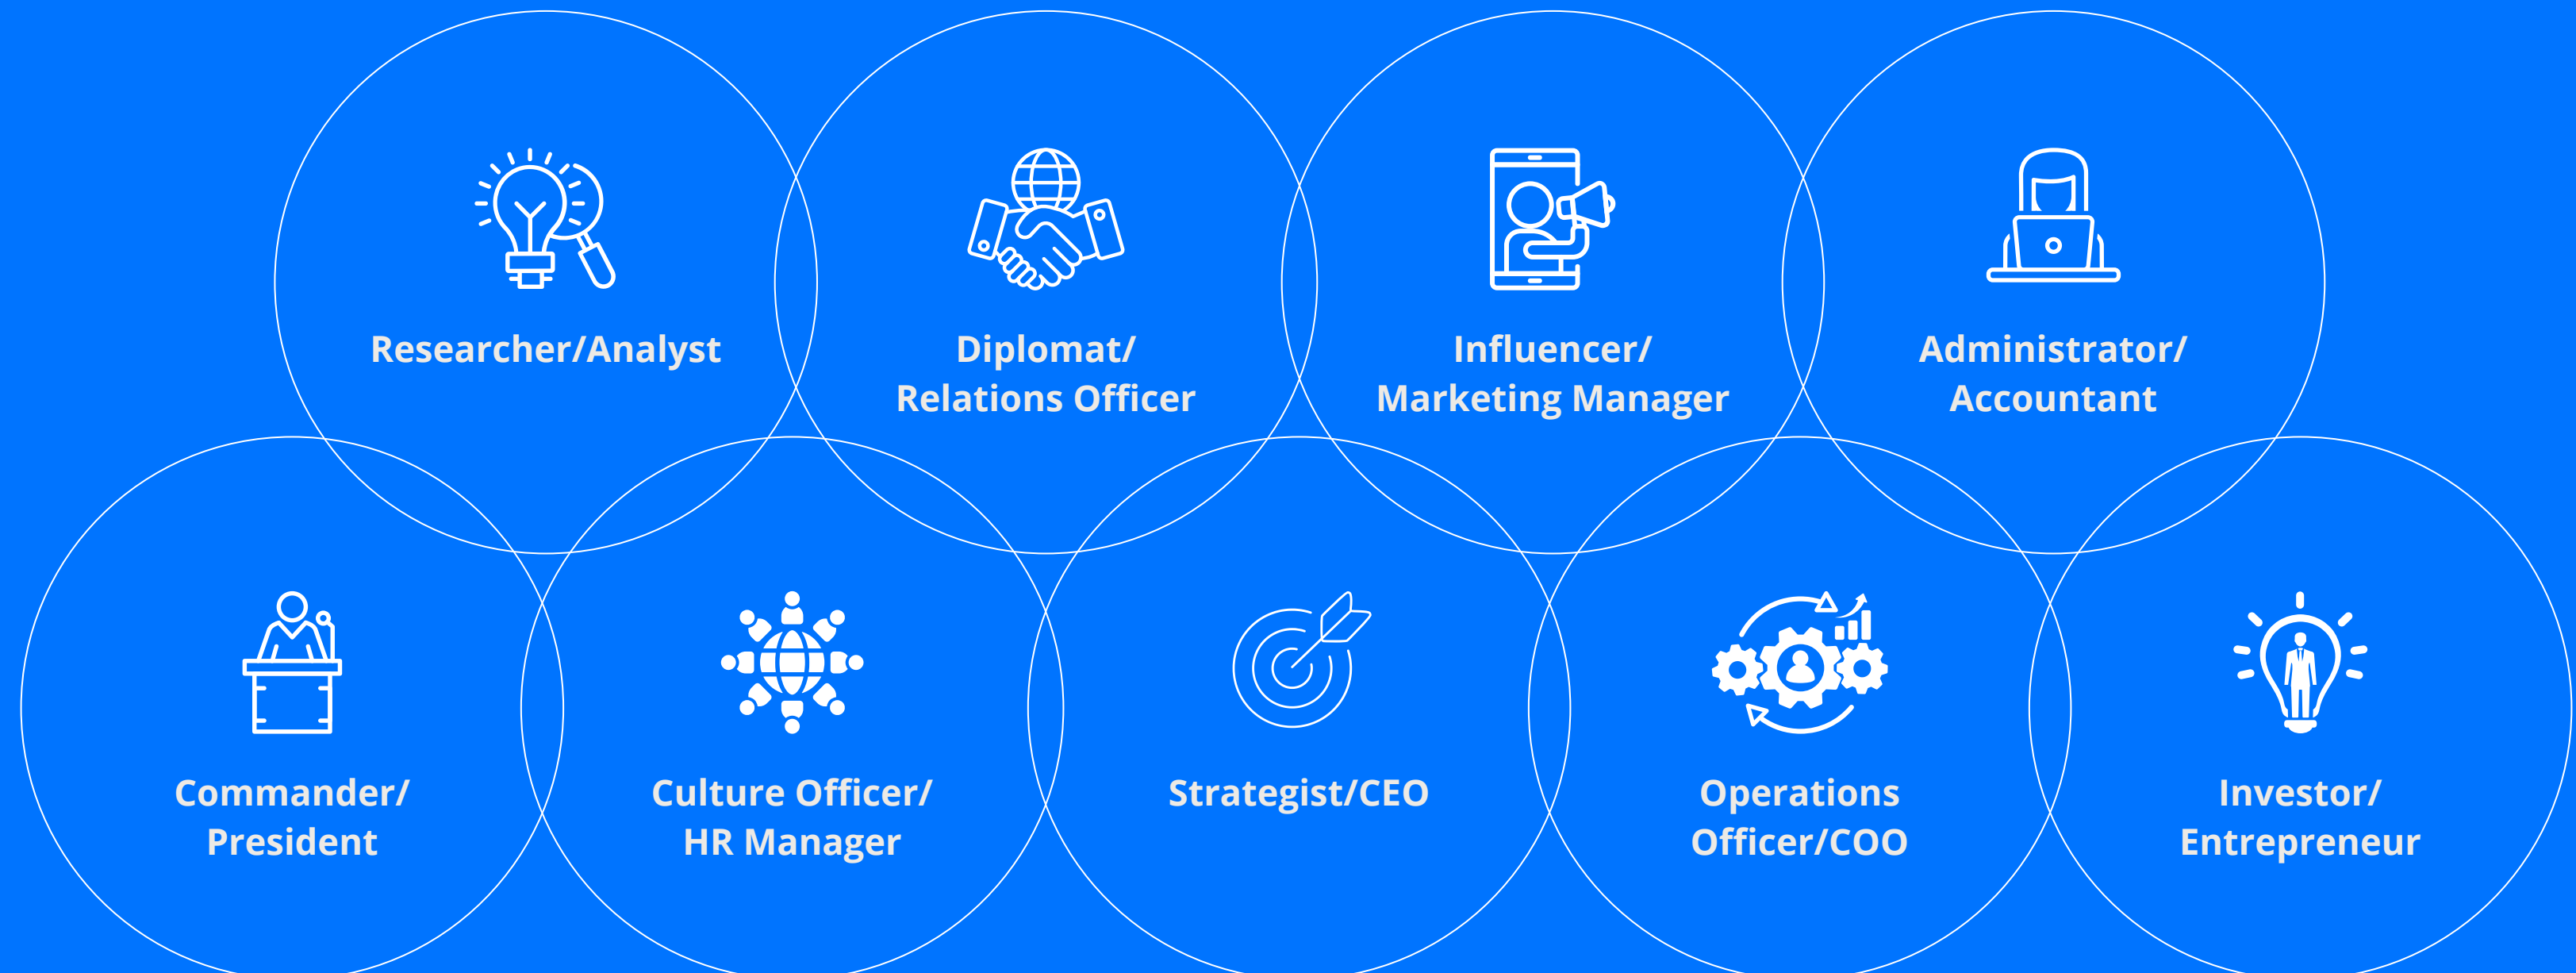 Researcher/Analyst
Diplomat/
Relations Officer
Influencer/
Marketing Manager
Administrator/
Accountant
Commander/
President
Culture Officer/
HR Manager
Strategist/CEO
Operations
Officer/COO
Investor/
Entrepreneur